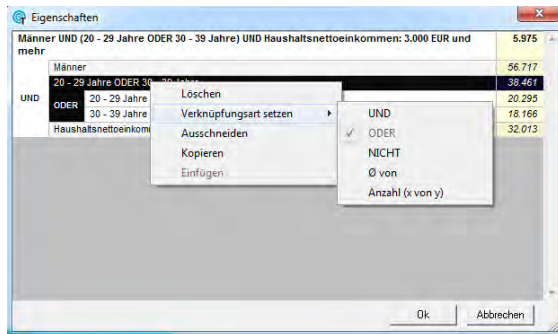 Eigenschaften
Männer UND (20 - 29 Jahre ODER 30 - 39 Jahre) UND Haushaltsnettoeinkommen: 3.000 EUR und 5.975
mehr
Männer 56.717
20 - 29 Jahre ODER 30 - 39 Jahre 38.461
UND ODER 20 - 29 Jahre 20.295
30 - 39 Jahre 18.166
Haushaltsnettoeinkom 32.013
Löschen
Verknüpfungsart setzen
Ausschneiden
Kopieren
Einfügen
UND
ODER
NICHT
Ø von
Anzahl (x von y)
Ok Abbrechen